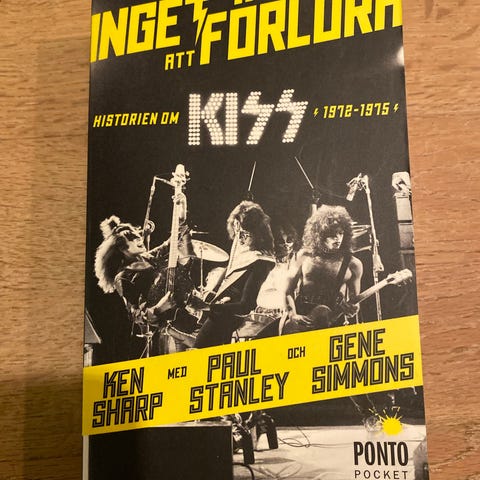 INGET
ATT FÖRLORA
HISTORIEN OM KISS 1972-1975
KEN SHARP MED PAUL STANLEY OCH GENE SIMMONS
PONTO
POCKET